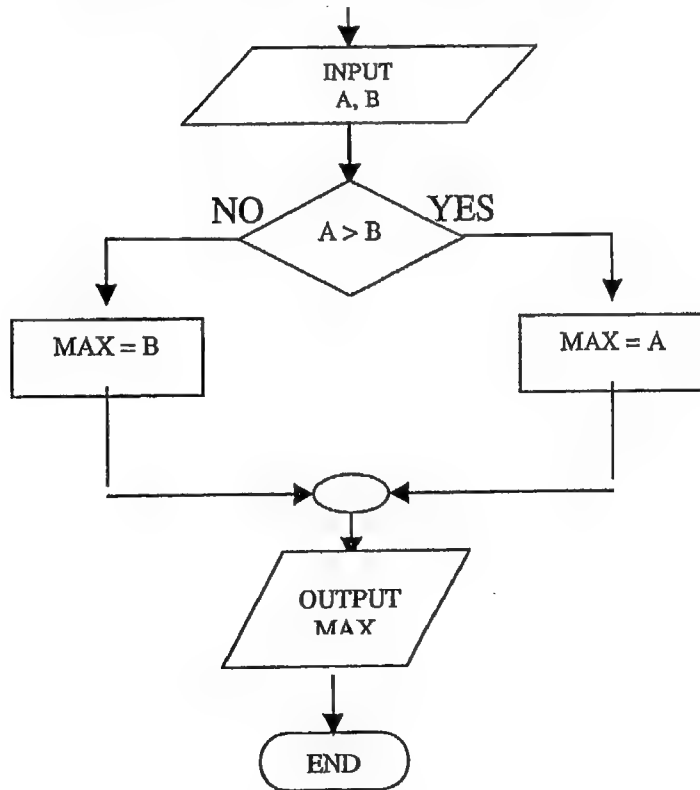 INPUT
A, B
NO
YES
A > B
MAX = B
MAX = A
OUTPUT
MAX
END